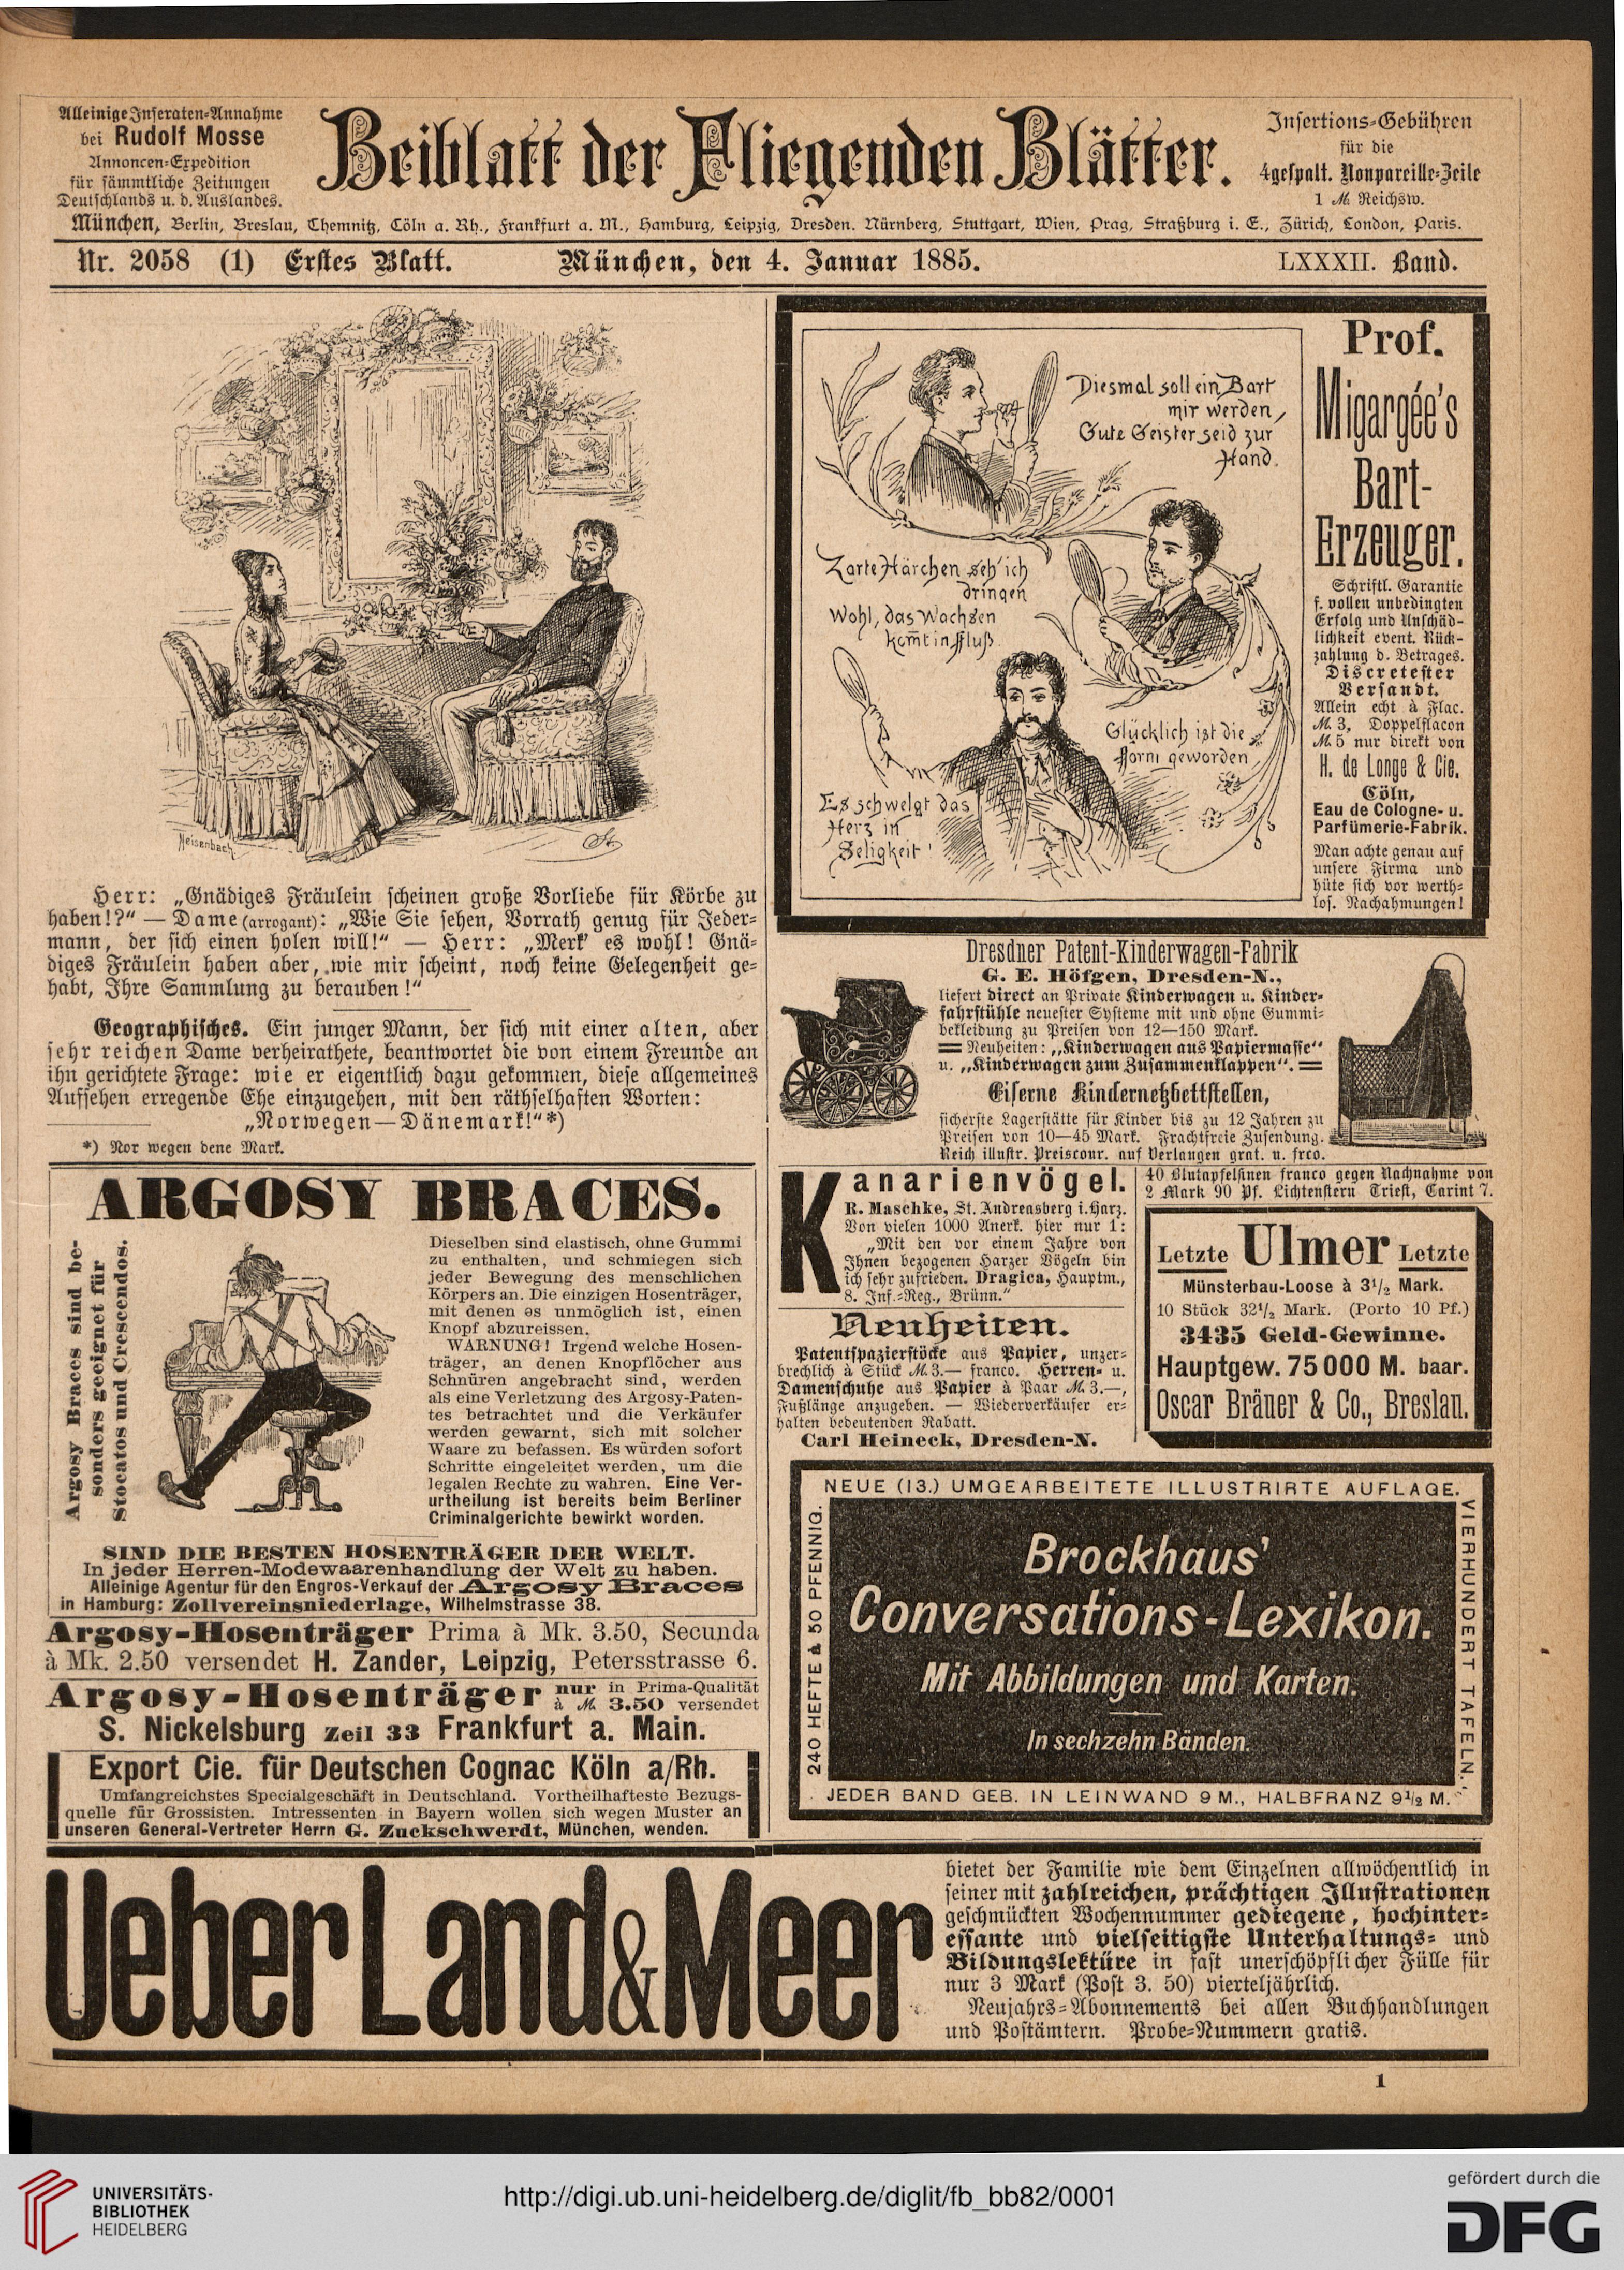 Alleinige Inseraten-Annahme
bei Rudolf Mosse
Annoncen-Expedition
für sämmtliche Zeitungen
Deutschlands u. d. Auslandes.
Beiblatt der Fliegenden Blätter.
Insertions-Gebühren
für die
4gespalt. Nonpareille-Zeile
1 M. Reichsw.
München, Berlin, Breslau, Chemnitz, Cöln a. Rh., Frankfurt a. M., Hamburg, Leipzig, Dresden. Nürnberg, Stuttgart, Wien, Prag, Straßburg i. E., Zürich, London, Paris.
Nr. 2058 (1) Erstes Blatt. München, den 4. Januar 1885. LXXXII. Band.
Meisenbach
St.
Herr: „Gnädiges Fräulein scheinen große Vorliebe für Körbe zu
haben!?“ — Dame (arrogant): „Wie Sie sehen, Vorrath genug für Jeder-
mann, der sich einen holen will!“ — Herr: „Merk' es wohl! Gnä-
diges Fräulein haben aber, wie mir scheint, noch keine Gelegenheit ge-
habt, Ihre Sammlung zu berauben!“
Geographisches. Ein junger Mann, der sich mit einer alten, aber
sehr reichen Dame verheirathete, beantwortet die von einem Freunde an
ihn gerichtete Frage: wie er eigentlich dazu gekommen, diese allgemeines
Aufsehen erregende Ehe einzugehen, mit den räthselhaften Worten:
„Norwegen—Dänemark!“*)
*) Nor wegen dene Mark.
ARGOSY BRACES.
Argosy Braces sind be-
sonders geeignet für
Stocatos und Crescendos.
Dieselben sind elastisch, ohne Gummi
zu enthalten, und schmiegen sich
jeder Bewegung des menschlichen
Körpers an. Die einzigen Hosenträger,
mit denen es unmöglich ist, einen
Knopf abzureissen.
WARNUNG! Irgend welche Hosen-
träger, an denen Knopflöcher aus
Schnüren angebracht sind, werden
als eine Verletzung des Argosy-Paten-
tes betrachtet und die Verkäufer
werden gewarnt, sich mit solcher
Waare zu befassen. Es würden sofort
Schritte eingeleitet werden, um die
legalen Rechte zu wahren. Eine Ver-
urtheilung ist bereits beim Berliner
Criminalgerichte bewirkt worden.
SIND DIE BESTEN HOSENTRÄGER DER WELT.
In jeder Herren-Modewaarenhandlung der Welt zu haben.
Alleinige Agentur für den Engros-Verkauf der Argosy Braces
in Hamburg: Zollvereinsniederlage, Wilhelmstrasse 38.
Argosy-Hosenträger Prima à Mk. 3.50, Secunda
à Mk. 2.50 versendet H. Zander, Leipzig, Petersstrasse 6.
Argosy-Hosenträger nur in Prima-Qualität
à M. 3.50 versendet
S. Nickelsburg Zeil 33 Frankfurt a. Main.
Export Cie. für Deutschen Cognac Köln a/Rh.
Umfangreichstes Specialgeschäft in Deutschland. Vortheilhafteste Bezugs-
quelle für Grossisten. Intressenten in Bayern wollen sich wegen Muster an
unseren General-Vertreter Herrn G. Zuckschwerdt, München, wenden.
Diesmal soll ein Bart
mir werden,
Gute Geister seid zur
Hand.
Zarte Härchen seh' ich
dringen
Wohl, das Wachsen
kom̄t in Fluß.
Glücklich ist die
Form geworden
Es schwelgt das
Herz in
Seligkeit!
Prof.
Migargée's
Bart-
Erzeuger.
Schriftl. Garantie
f. vollen unbedingten
Erfolg und Unschäd-
lichkeit event. Rück-
zahlung d. Betrages.
Discretester
Versandt.
Allein echt à Flac.
M. 3, Doppelflacon
M. 5 nur direkt von
H. de Longe & Cie.
Cöln,
Eau de Cologne- u.
Parfümerie-Fabrik.
Man achte genau auf
unsere Firma und
hüte sich vor werth-
los. Nachahmungen!
Dresdner Patent-Kinderwagen-Fabrik
G. E. Höfgen, Dresden-N.,
liefert direct an Private Kinderwagen u. Kinder-
fahrstühle neuester Systeme mit und ohne Gummi-
bekleidung zu Preisen von 12—150 Mark.
Neuheiten: „Kinderwagen aus Papiermasse“
u. „Kinderwagen zum Zusammenklappen“.
Eiserne Kindernetzbettstellen,
sicherste Lagerstätte für Kinder bis zu 12 Jahren zu
Preisen von 10—45 Mark. Frachtfreie Zusendung.
Reich illustr. Preiscour. auf Verlangen grat. u. frco.
Kanarienvögel.
R. Maschke, St. Andreasberg i. Harz.
Von vielen 1000 Anerk. hier nur 1:
„Mit den vor einem Jahre von
Ihnen bezogenen Harzer Vögeln bin
ich sehr zufrieden. Dragica, Hauptm.,
8. Inf.-Reg., Brünn.“
Neuheiten.
Patentspazierstöcke aus Papier, unzer-
brechlich à Stück M. 3.— franco. Herren- u.
Damenschuhe aus Papier à Paar M. 3.—,
Fußlänge anzugeben. — Wiederverkäufer er-
halten bedeutenden Rabatt.
Carl Heineck, Dresden-N.
40 Blutapfelsinen franco gegen Nachnahme von
2 Mark 90 Pf. Lichtenstern Triest, Carint 7.
Letzte Ulmer Letzte
Münsterbau-Loose à 3½ Mark.
10 Stück 32½ Mark. (Porto 10 Pf.)
3435 Geld-Gewinne.
Hauptgew. 75000 M. baar.
Oscar Bräuer & Co., Breslau.
NEUE (13.) UMGEARBEITETE ILLUSTRIRTE AUFLAGE.
240 HEFTE à 50 PFENNIG.
Brockhaus'
Conversations-Lexikon.
Mit Abbildungen und Karten.
In sechzehn Bänden.
VIERHUNDERT TAFELN.
JEDER BAND GEB. IN LEINWAND 9 M., HALBFRANZ 9½ M.
Ueber Land & Meer
bietet der Familie wie dem Einzelnen allwöchentlich in
seiner mit zahlreichen, prächtigen Illustrationen
geschmückten Wochennummer gediegene, hochinter-
essante und vielseitigste Unterhaltungs- und
Bildungslektüre in fast unerschöpflicher Fülle für
nur 3 Mark (Post 3. 50) vierteljährlich.
Neujahrs-Abonnements bei allen Buchhandlungen
und Postämtern. Probe-Nummern gratis.
1
UNIVERSITÄTS-
BIBLIOTHEK
HEIDELBERG
http://digi.ub.uni-heidelberg.de/diglit/fb_bb82/0001
gefördert durch die
DFG